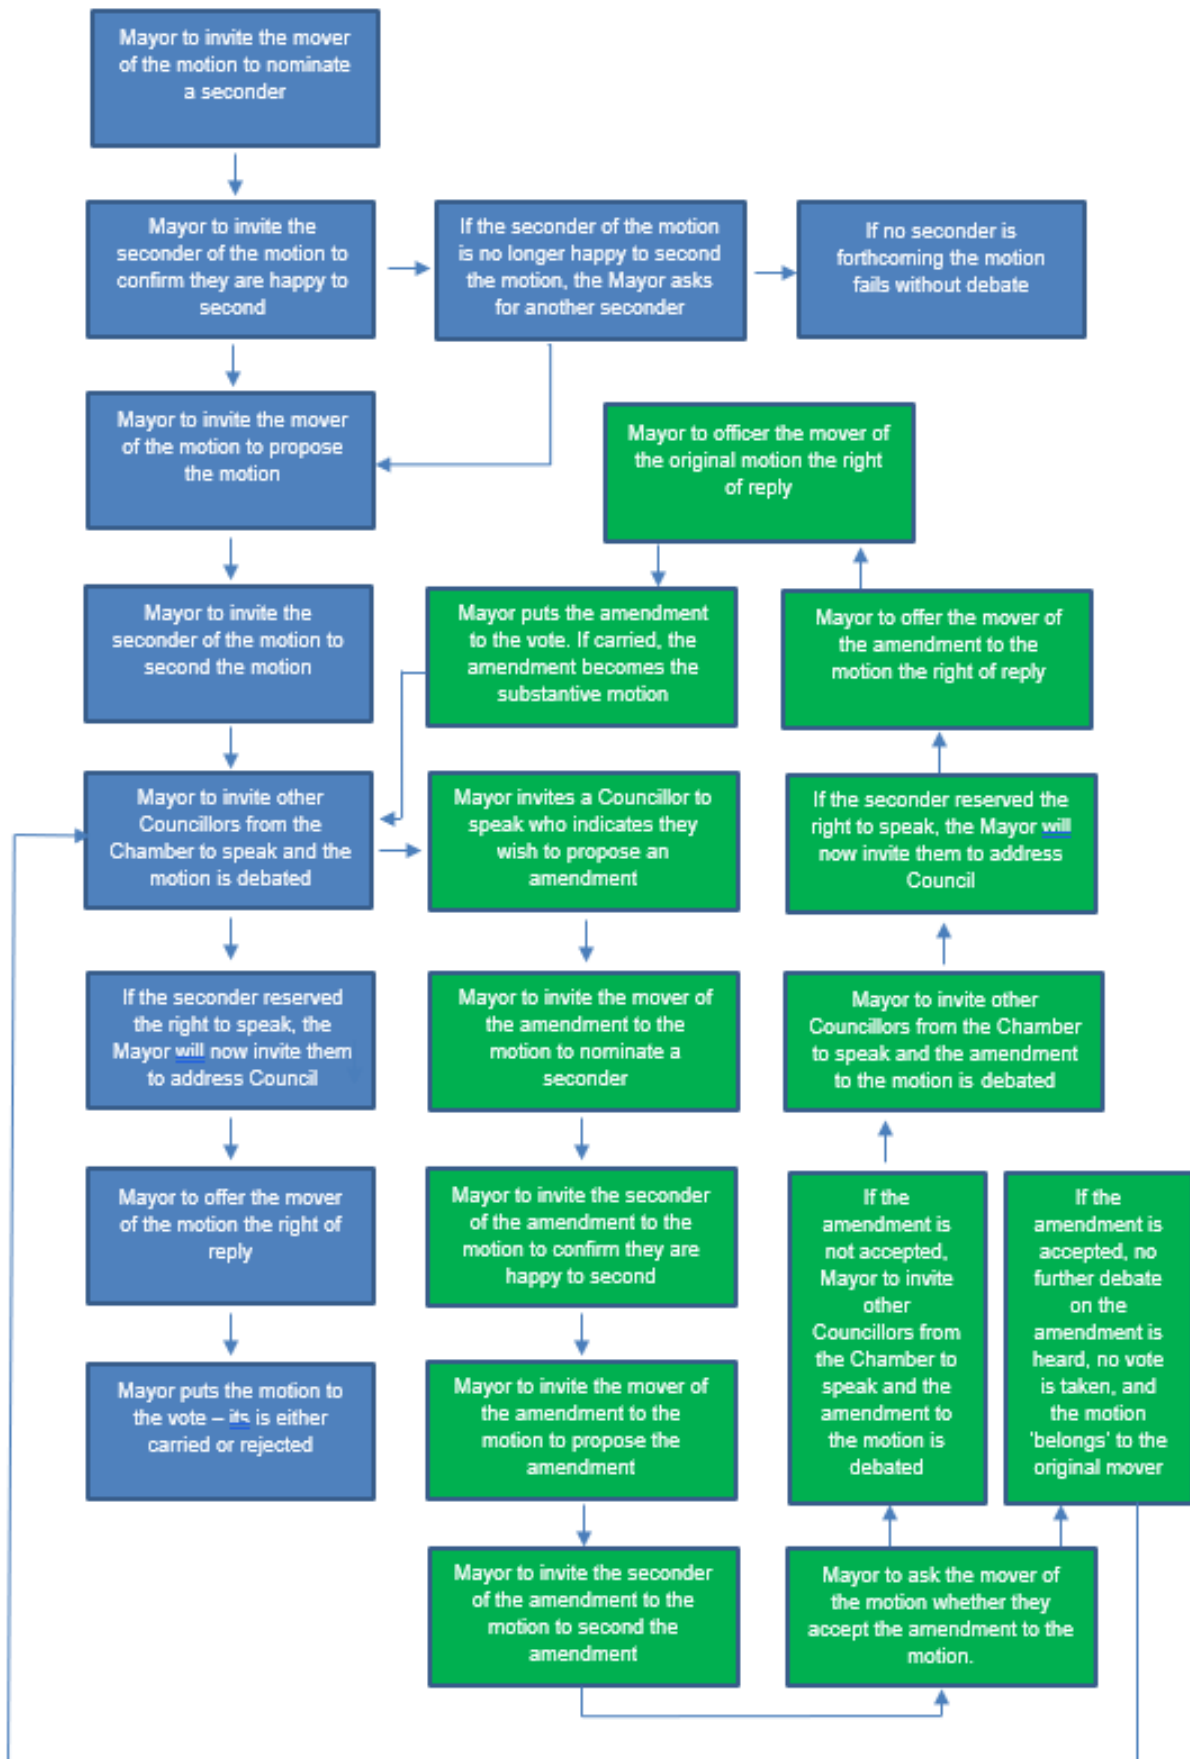 Mayor to invite the mover
of the motion to nominate
a seconder
Mayor to invite the
seconder of the motion to
confirm they are happy to
second
If the seconder of the motion
is no longer happy to second
the motion, the Mayor asks
for another seconder
If no seconder is
forthcoming the motion
fails without debate
Mayor to invite the mover
of the motion to propose
the motion
Mayor to officer the mover of
the original motion the right
of reply
Mayor to invite the
seconder of the motion to
second the motion
Mayor puts the amendment
to the vote. If carried, the
amendment becomes the
substantive motion
Mayor to offer the mover of
the amendment to the
motion the right of reply
Mayor to invite other
Councillors from the
Chamber to speak and the
motion is debated
Mayor invites a Councillor to
speak who indicates they
wish to propose an
amendment
If the seconder reserved the
right to speak, the Mayor will
now invite them to address
Council
If the seconder reserved
the right to speak, the
Mayor will now invite them
to address Council
Mayor to invite the mover of
the amendment to the
motion to nominate a
seconder
Mayor to invite other
Councillors from the Chamber
to speak and the amendment
to the motion is debated
Mayor to offer the mover
of the motion the right of
reply
Mayor to invite the seconder
of the amendment to the
motion to confirm they are
happy to second
If the
amendment is
not accepted,
Mayor to invite
other
Councillors from
the Chamber to
speak and the
amendment to
the motion is
debated
If the
amendment is
accepted, no
further debate
on the
amendment is
heard, no vote
is taken, and
the motion
'belongs' to the
original mover
Mayor puts the motion to
the vote – its is either
carried or rejected
Mayor to invite the mover of
the amendment to the
motion to propose the
amendment
Mayor to invite the seconder
of the amendment to the
motion to second the
amendment
Mayor to ask the mover of
the motion whether they
accept the amendment to the
motion.